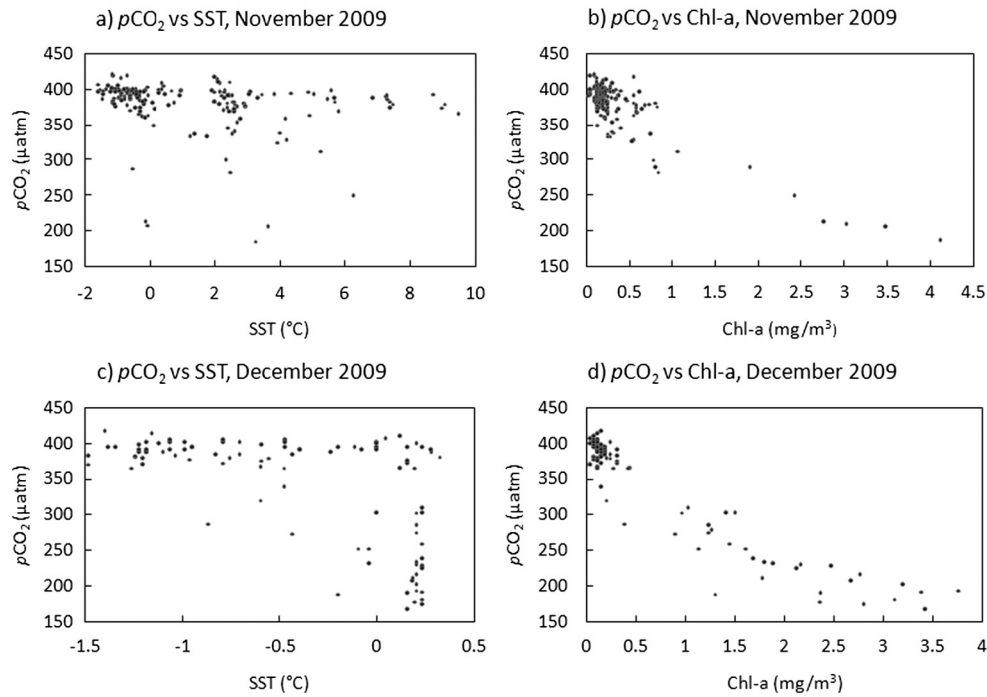 a) pCO₂ vs SST, November 2009
450
400
350
300
250
200
150
pCO₂ (µatm)
-2 0 2 4 6 8 10
SST (°C)
b) pCO₂ vs Chl-a, November 2009
450
400
350
300
250
200
150
pCO₂ (µatm)
0 0.5 1 1.5 2 2.5 3 3.5 4 4.5
Chl-a (mg/m³)
c) pCO₂ vs SST, December 2009
450
400
350
300
250
200
150
pCO₂ (µatm)
-1.5 -1 -0.5 0 0.5
SST (°C)
d) pCO₂ vs Chl-a, December 2009
450
400
350
300
250
200
150
pCO₂ (µatm)
0 0.5 1 1.5 2 2.5 3 3.5 4
Chl-a (mg/m³)